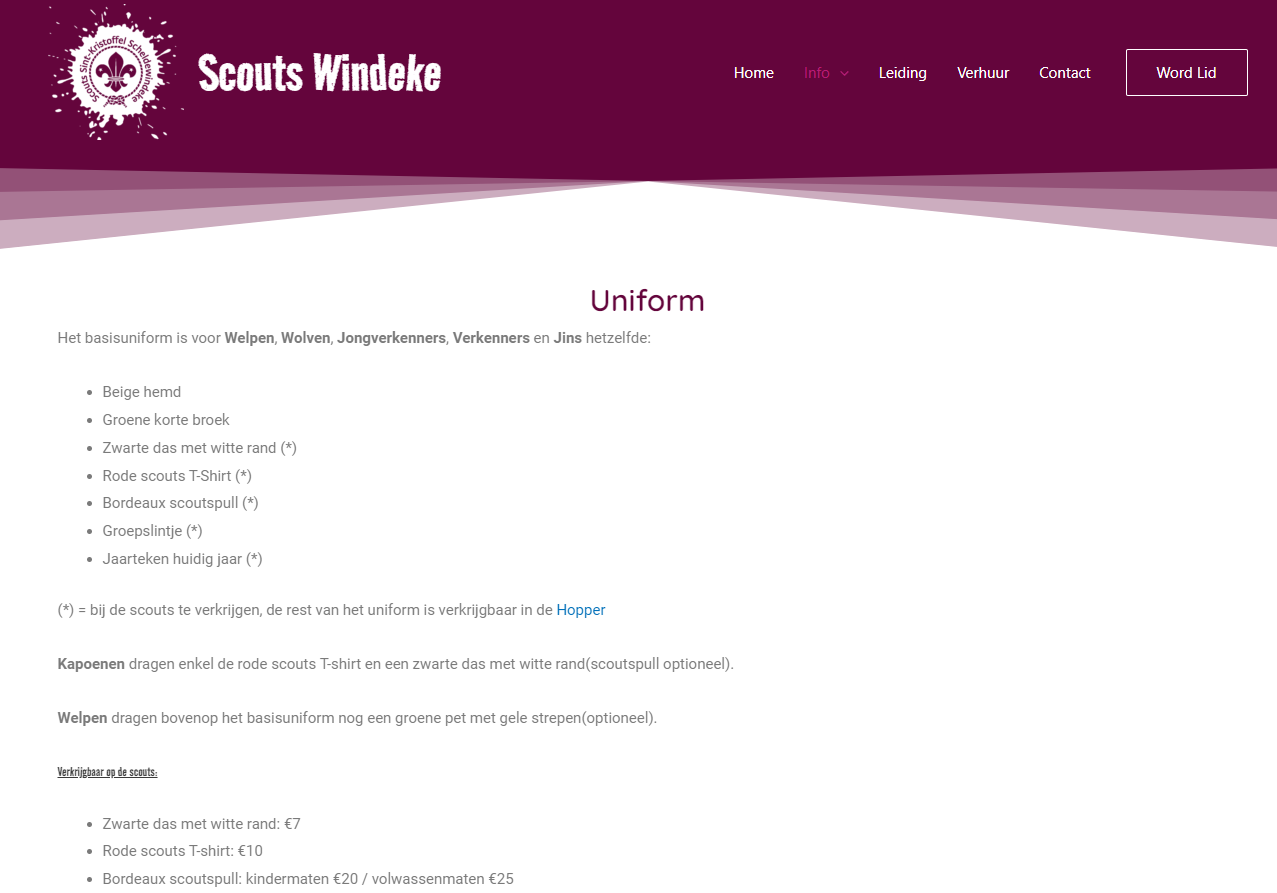 Scouts Sint-Kristoffel Scheldewindeke
Scouts Windeke
Home
Info
Leiding
Verhuur
Contact
Word Lid
Uniform
Het basisuniform is voor Welpen, Wolven, Jongverkenners, Verkenners en Jins hetzelfde:
Beige hemd
Groene korte broek
Zwarte das met witte rand (*)
Rode scouts T-Shirt (*)
Bordeaux scoutspull (*)
Groepslintje (*)
Jaarteken huidig jaar (*)
(*) = bij de scouts te verkrijgen, de rest van het uniform is verkrijgbaar in de Hopper
Kapoenen dragen enkel de rode scouts T-shirt en een zwarte das met witte rand(scoutspull optioneel).
Welpen dragen bovenop het basisuniform nog een groene pet met gele strepen(optioneel).
Verkrijgbaar op de scouts:
Zwarte das met witte rand: €7
Rode scouts T-shirt: €10
Bordeaux scoutspull: kindermaten €20 / volwassenmaten €25